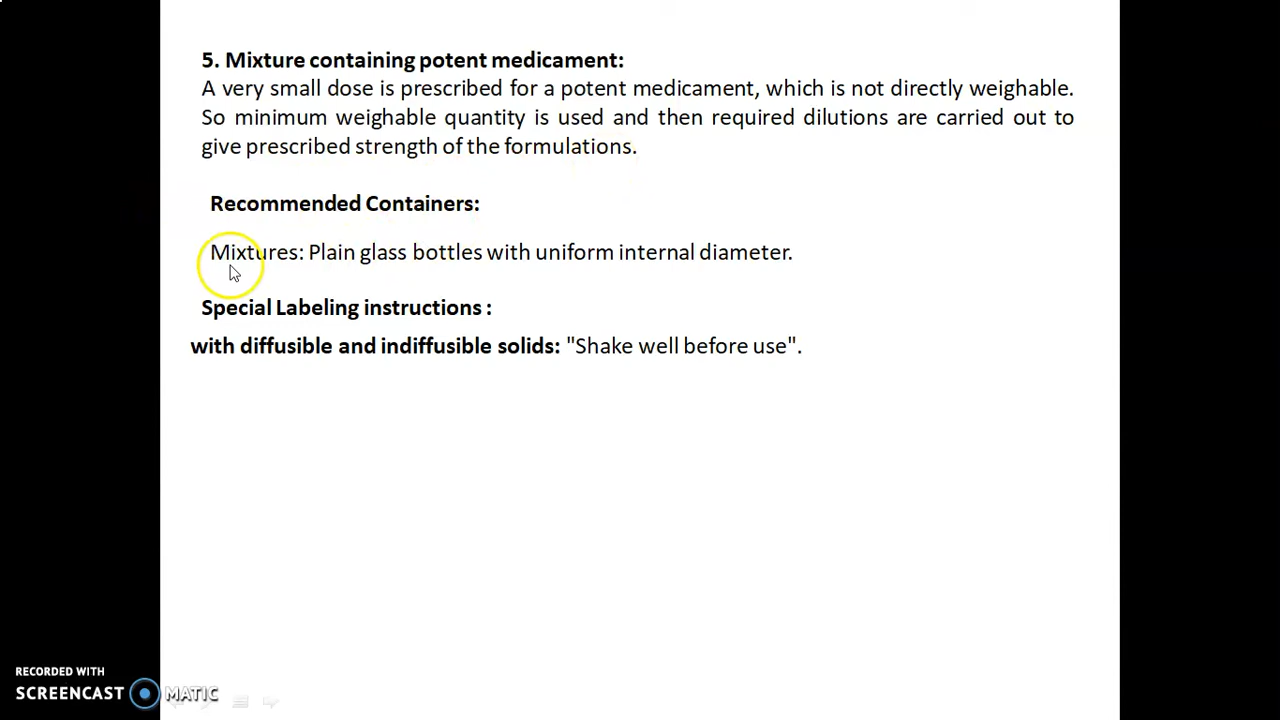 5. Mixture containing potent medicament:
A very small dose is prescribed for a potent medicament, which is not directly weighable.
So minimum weighable quantity is used and then required dilutions are carried out to
give prescribed strength of the formulations.
Recommended Containers:
Mixtures: Plain glass bottles with uniform internal diameter.
Special Labeling instructions :
with diffusible and indiffusible solids: "Shake well before use".
RECORDED WITH
SCREENCAST MATIC